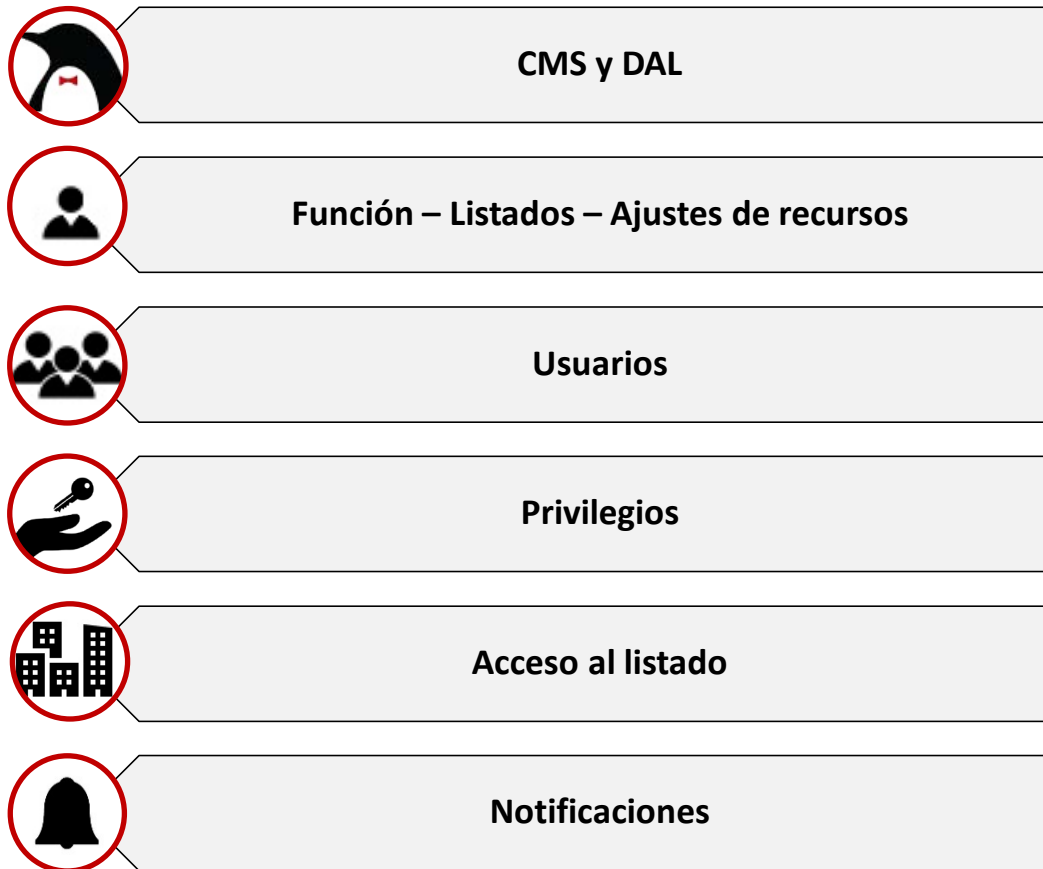 CMS y DAL
Función – Listados – Ajustes de recursos
Usuarios
Privilegios
Acceso al listado
Notificaciones